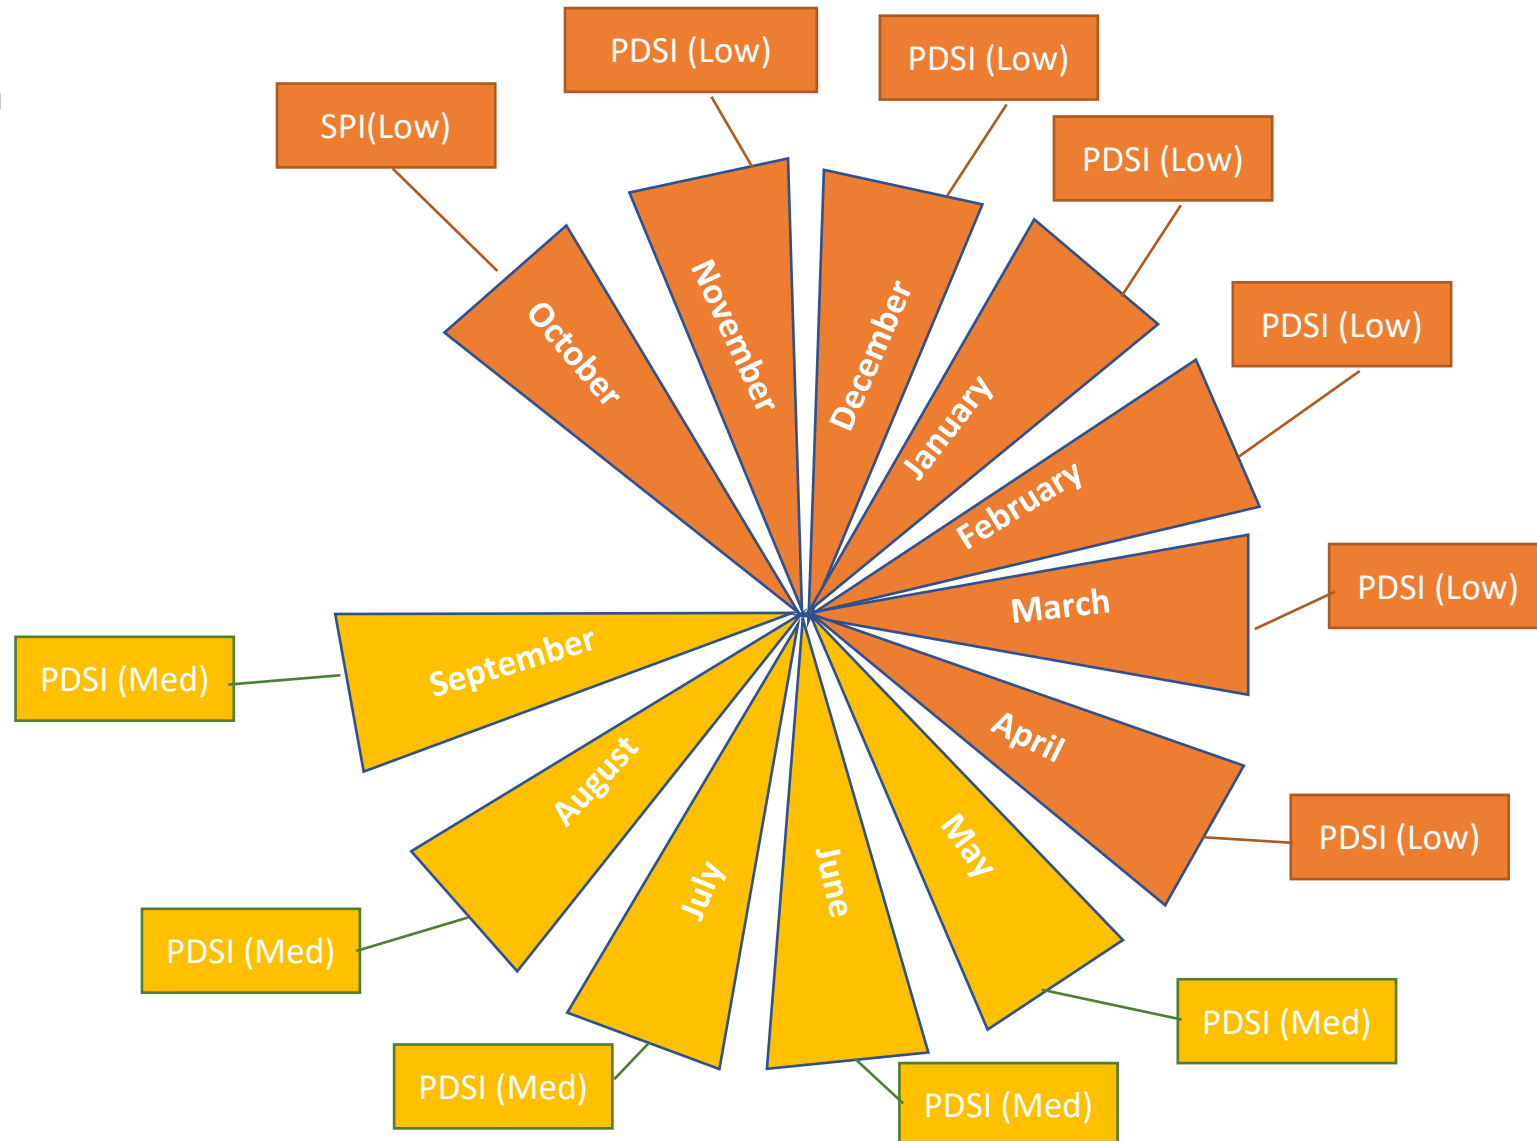 PDSI (Low)
PDSI (Low)
SPI(Low)
PDSI (Low)
PDSI (Low)
PDSI (Low)
PDSI (Low)
October
November
December
January
February
March
April
May
June
July
August
September
PDSI (Med)
PDSI (Med)
PDSI (Med)
PDSI (Med)
PDSI (Med)